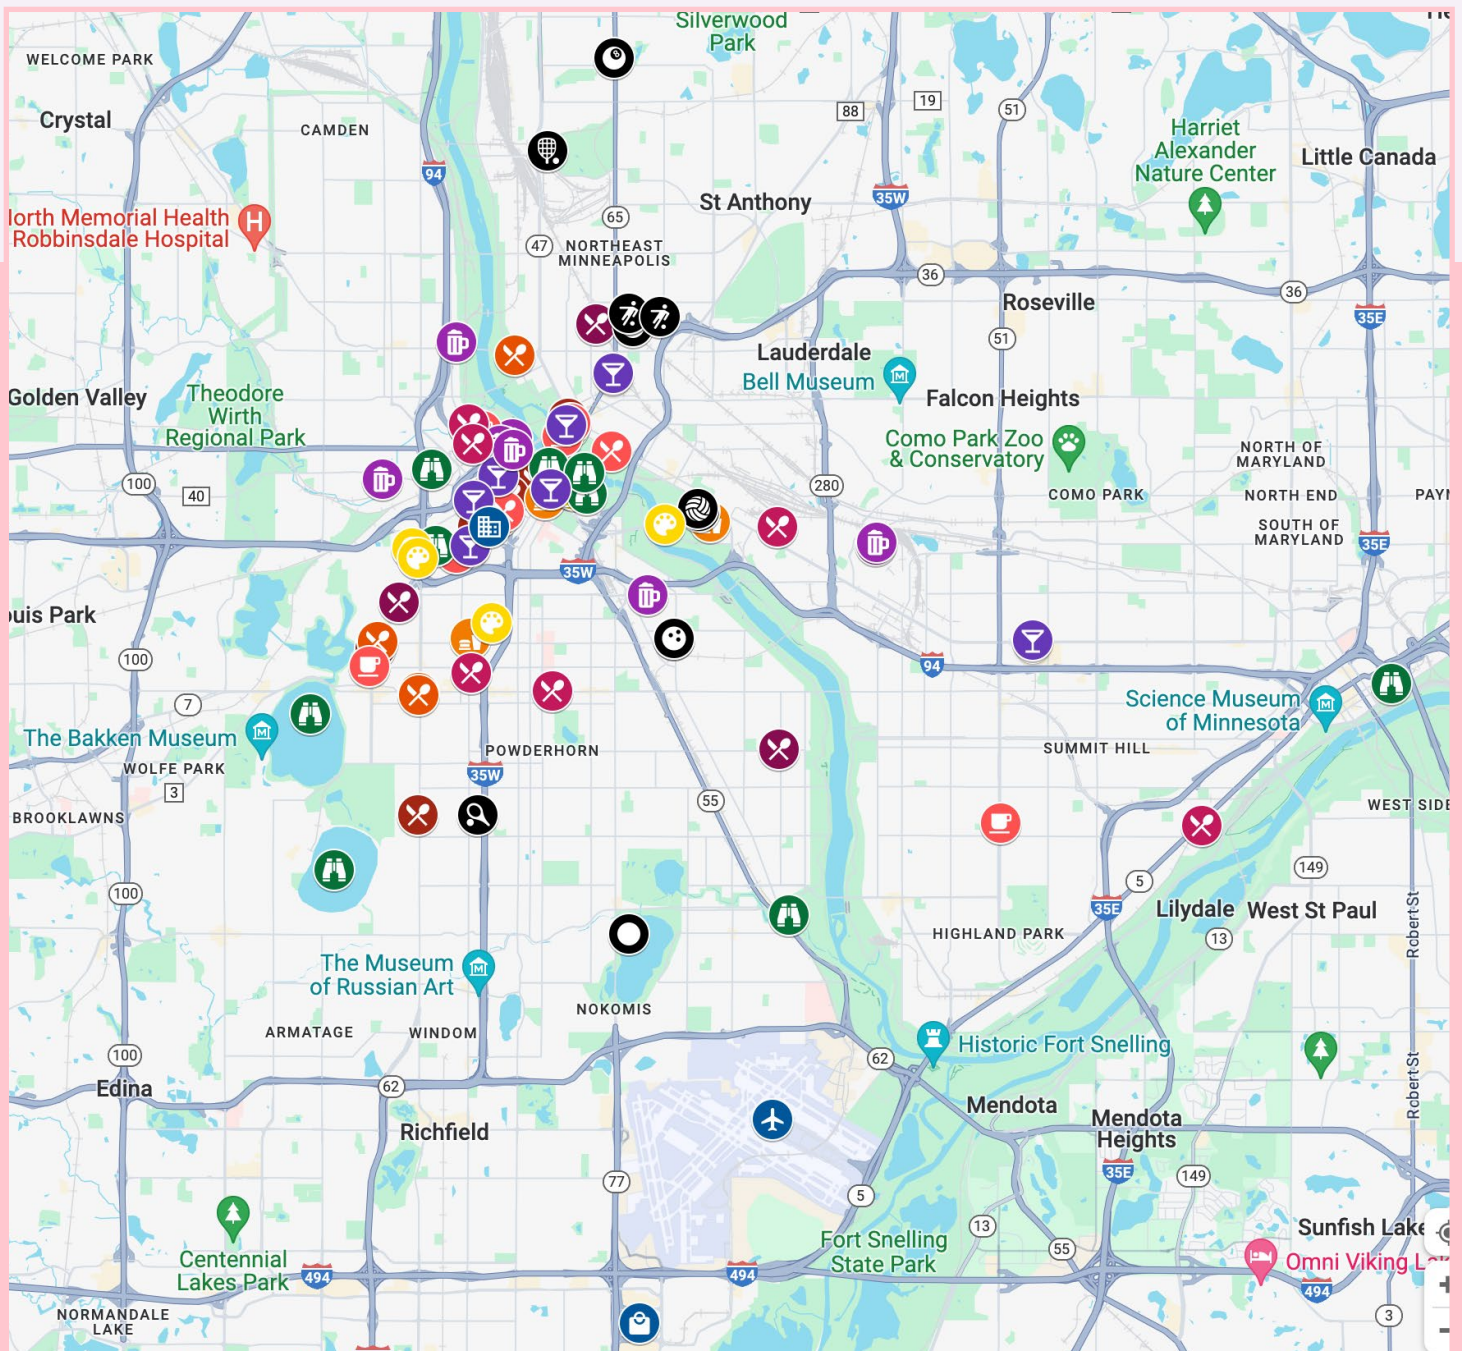 Silverwood
Park
WELCOME PARK
88
19
51
Crystal
CAMDEN
Harriet
Alexander
Nature Center
Little Canada
94
35W
St Anthony
North Memorial Health
Robbinsdale Hospital
65
47
NORTHEAST
MINNEAPOLIS
36
36
Roseville
35E
51
Lauderdale
Bell Museum
Golden Valley
Theodore
Wirth
Regional Park
Falcon Heights
Como Park Zoo
& Conservatory
NORTH OF
MARYLAND
100
40
280
COMO PARK
NORTH END
SOUTH OF
MARYLAND
35E
35W
ouis Park
100
94
7
Science Museum
of Minnesota
The Bakken Museum
WOLFE PARK
POWDERHORN
SUMMIT HILL
35W
3
55
BROOKLAWNS
WEST SIDE
149
5
100
35E
Lilydale
West St Paul
Robert St
HIGHLAND PARK
13
The Museum
of Russian Art
NOKOMIS
ARMATAGE
WINDOM
Historic Fort Snelling
100
62
Edina
62
Robert St
Mendota
Mendota
Heights
Richfield
35E
77
149
5
13
Sunfish Lake
Fort Snelling
State Park
55
Centennial
Lakes Park
494
494
Omni Viking L
494
NORMANDALE
LAKE
3